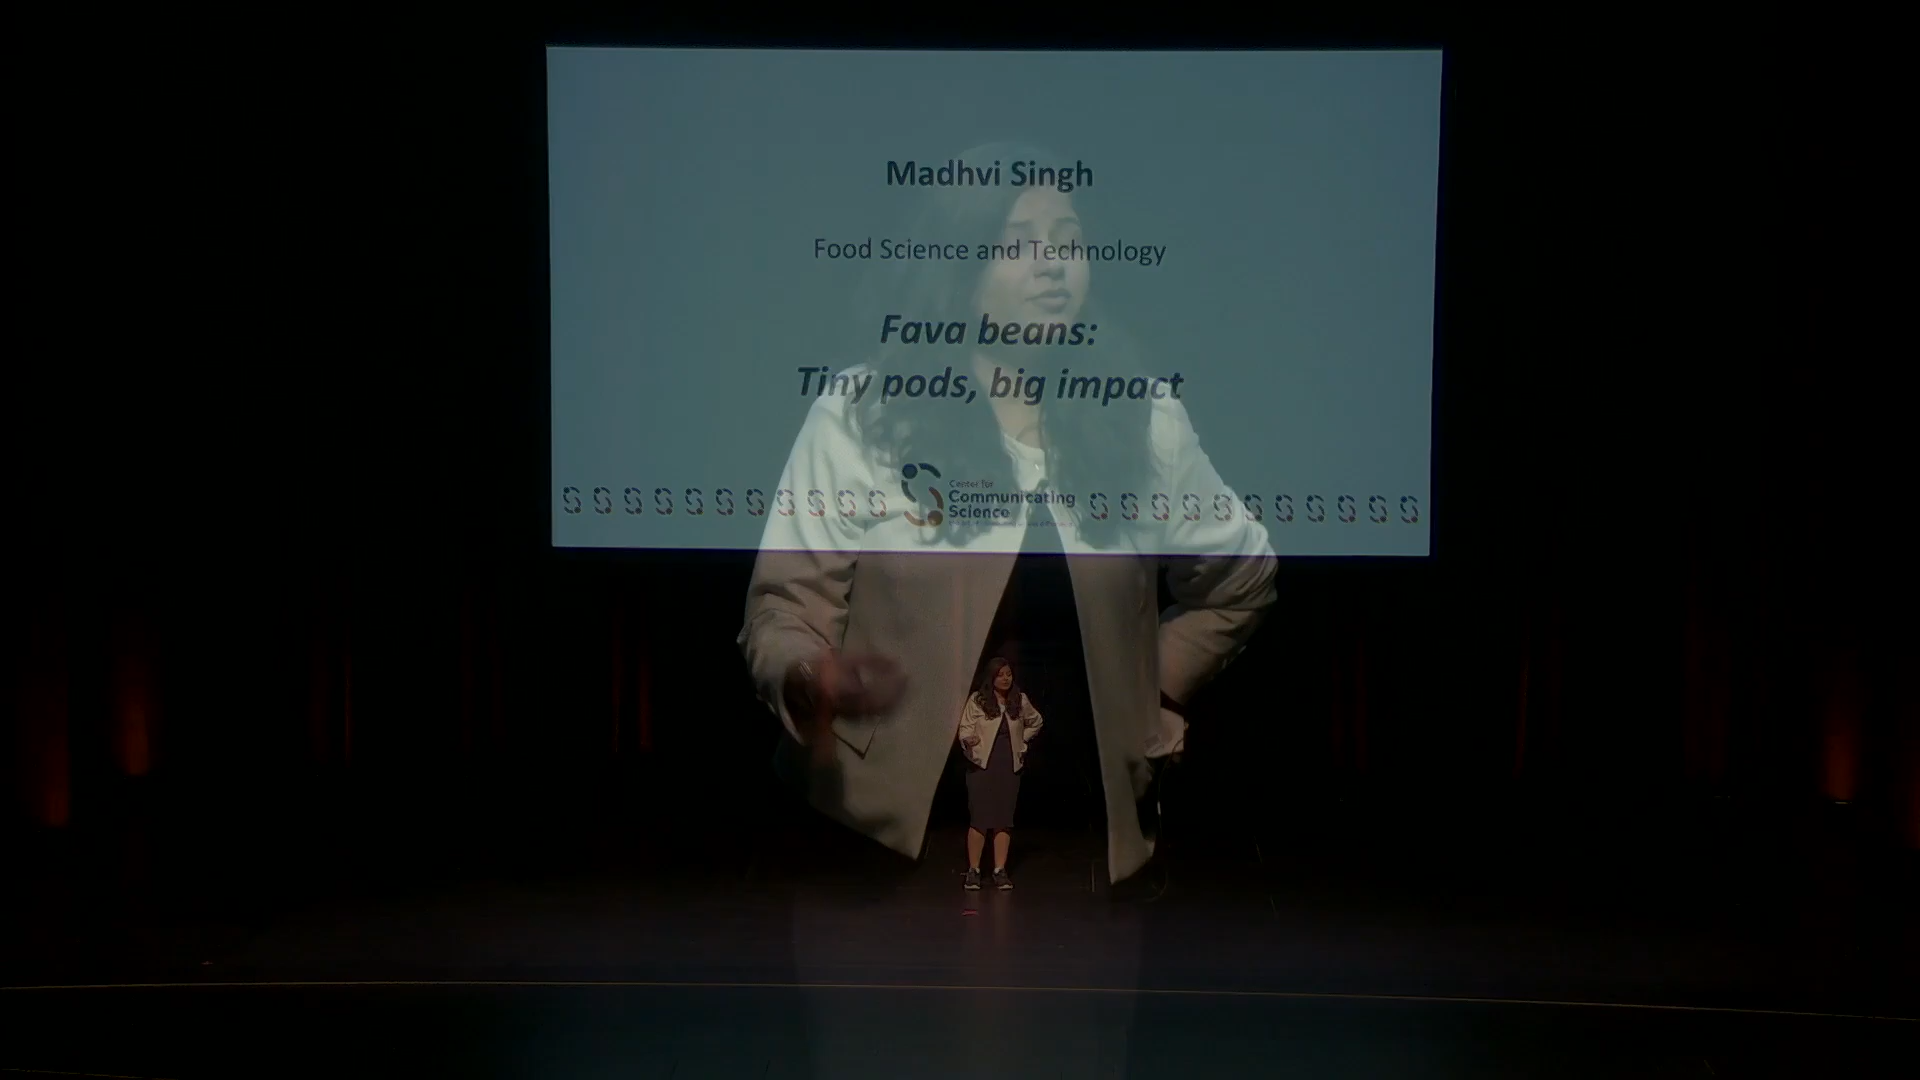 Madhvi Singh
Food Science and Technology
Fava beans:
Tiny pods, big impact
Center for
Communicating
Science